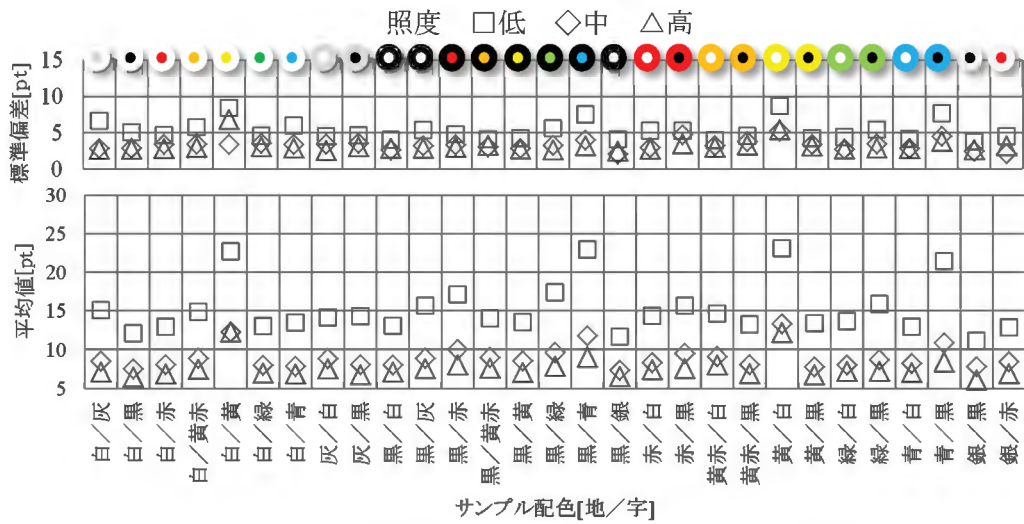 照度 □低 ◇中 △高
標準偏差[pt]
15
10
5
0
平均値[pt]
30
25
20
15
10
5
白／灰
白／黒
白／赤
白／黄赤
白／黄
白／緑
白／青
灰／白
灰／黒
黒／白
黒／灰
黒／赤
黒／黄赤
黒／黄
黒／緑
黒／青
黒／銀
赤／白
赤／黒
黄赤／白
黄赤／黒
黄／白
黄／黒
緑／白
緑／黒
青／白
青／黒
銀／黒
銀／赤
サンプル配色[地／字]